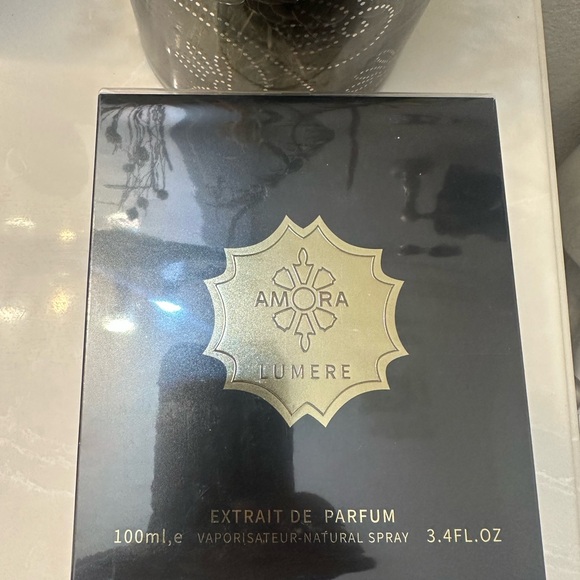 AMORA
LUMERE
EXTRAIT DE PARFUM
100ml,e VAPORISATEUR-NATURAL SPRAY 3.4FL.OZ